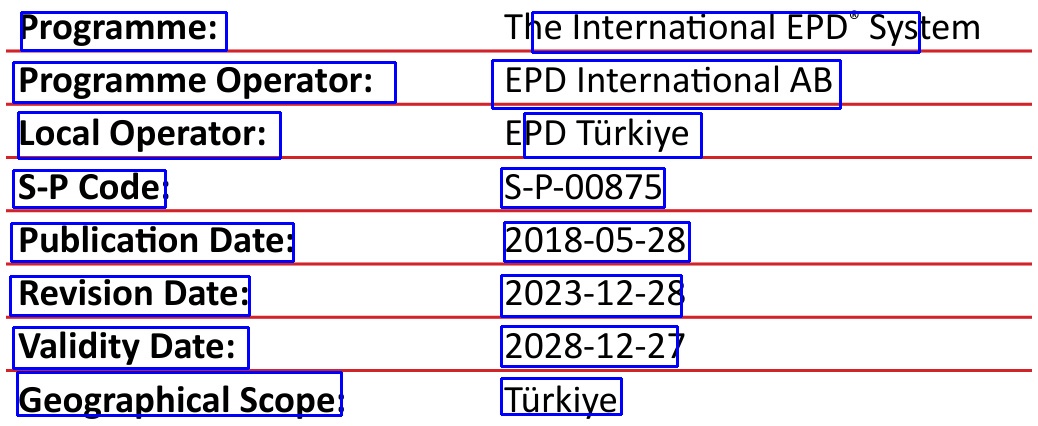 Programme: The International EPD® System
Programme Operator: EPD International AB
Local Operator: EPD Türkiye
S-P Code: S-P-00875
Publication Date: 2018-05-28
Revision Date: 2023-12-28
Validity Date: 2028-12-27
Geographical Scope: Türkiye